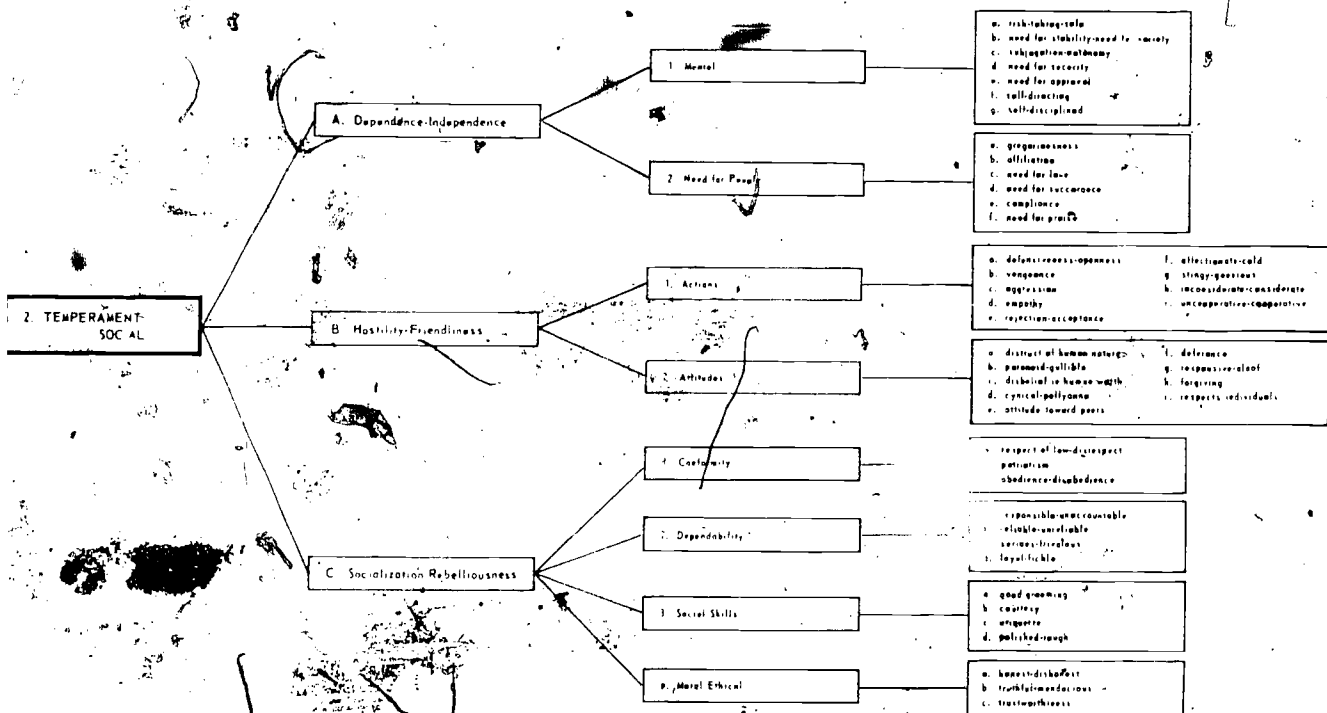 2. TEMPERAMENT-
SOCIAL
A. Dependence-Independence
1. Mental
a. risk-taking-safe
b. need for stability-need for
c. subjugation-autonomy
d. need for security
e. need for approval
f. self-directing
g. self-disciplined
2. Need for People
a. gregariousness
b. affiliation
c. need for love
d. need for succorance
e. compliance
f. need for praise
B. Hostility-Friendliness
1. Actions
a. defensiveness-openness
b. vengeance
c. aggression
d. empathy
e. rejection-acceptance
f. affectionate-cold
g. stingy-generous
h. inconsiderate-considerate
uncooperative-cooperative
2. Attitudes
a. distrust of human nature
b. paranoid-gullible
c. disbelief in human worth
d. cynical-pollyanna
e. attitude toward peers
f. deference
g. responsive-aloof
h. forgiving
i. respects individuals
C. Socialization Rebelliousness
1. Conformity
respect of law-disrespect
patriotism
obedience-disobedience
2. Dependability
responsible-unaccountable
reliable-unreliable
serious-frivolous
loyal-fickle
3. Social Skills
a. good grooming
b. courtesy
c. etiquette
d. polished-rough
Moral Ethical
a. honest-dishonest
b. truthful-mendacious
c. trustworthiness